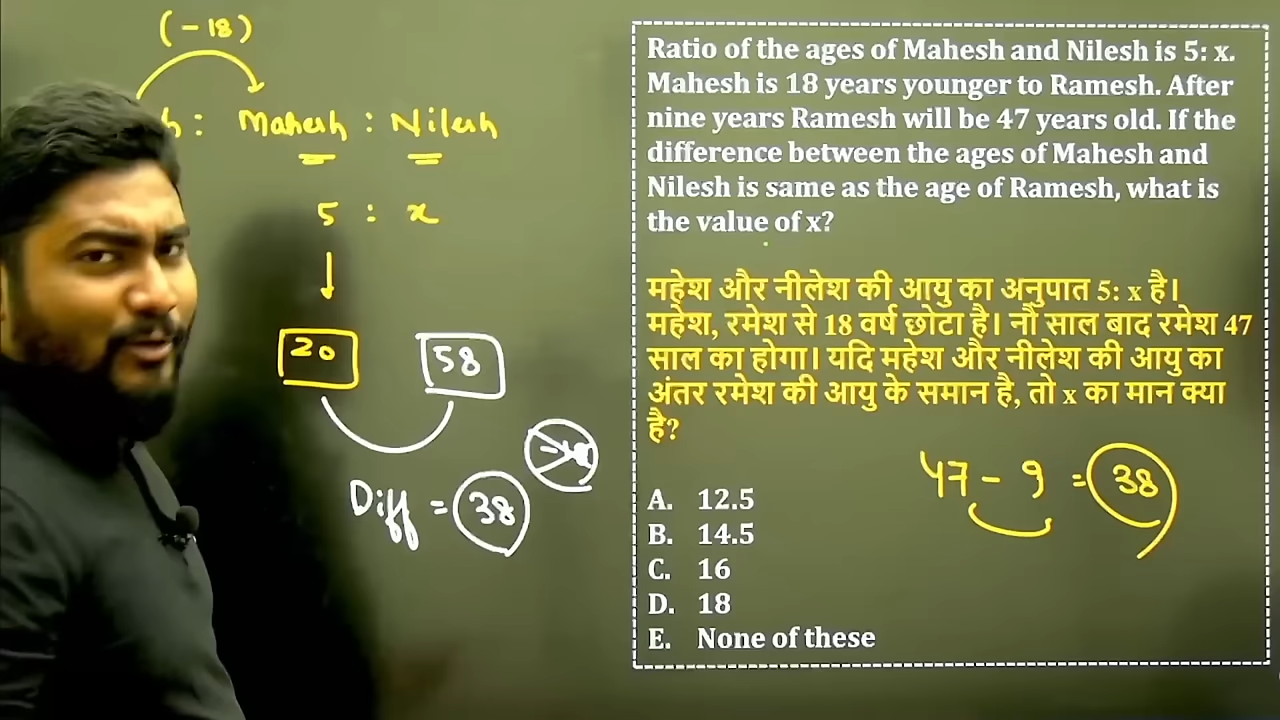 (-18)
h : Mahesh : Nilesh
5 : x
20 58
Diff = 38
Ratio of the ages of Mahesh and Nilesh is 5: x.
Mahesh is 18 years younger to Ramesh. After
nine years Ramesh will be 47 years old. If the
difference between the ages of Mahesh and
Nilesh is same as the age of Ramesh, what is
the value of x?
महेश और नीलेश की आयु का अनुपात 5: x है।
महेश, रमेश से 18 वर्ष छोटा है। नौ साल बाद रमेश 47
साल का होगा। यदि महेश और नीलेश की आयु का
अंतर रमेश की आयु के समान है, तो x का मान क्या
है?
47 - 9 = 38
A. 12.5
B. 14.5
C. 16
D. 18
E. None of these